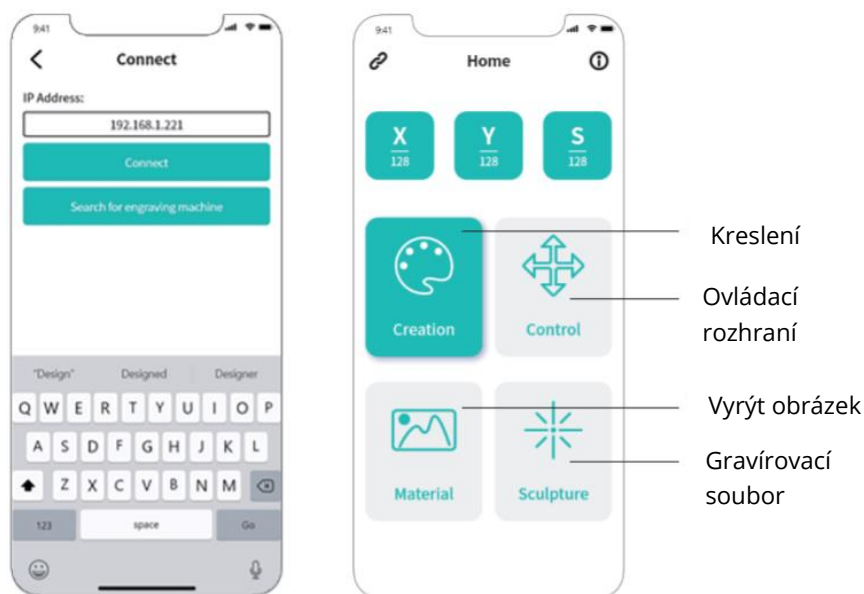 9:41
Connect
IP Address:
192.168.1.221
Connect
Search for engraving machine
"Design" Designed Designer
Q W E R T Y U I O P
A S D F G H J K L
Z X C V B N M
123 space Go
9:41
Home
X Y S
128 128 128
Creation Control
Material Sculpture
Kreslení
Ovládací
rozhraní
Vyrýt obrázek
Gravírovací
soubor